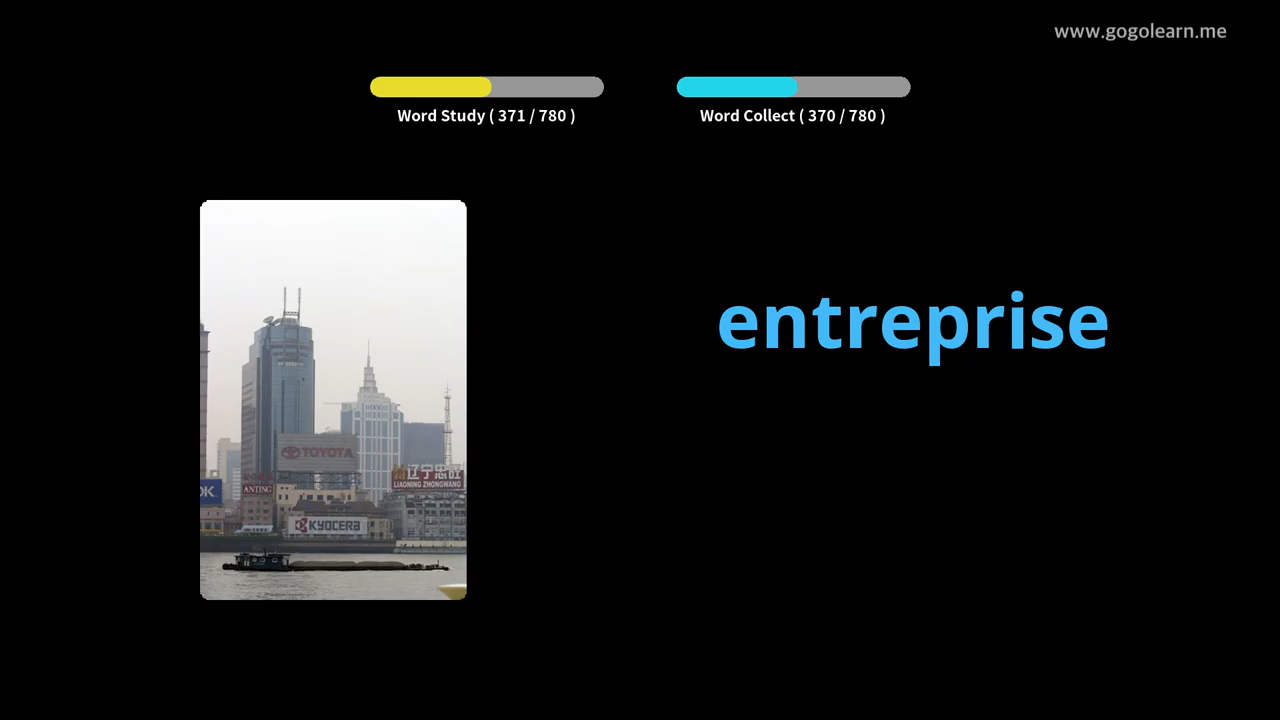 www.gogolearn.me
Word Study ( 371 / 780 )
Word Collect ( 370 / 780 )
entreprise
TOYOTA
辽宁忠旺
LIAONING ZHONGWANG
OK
ANTING
KYOCERA